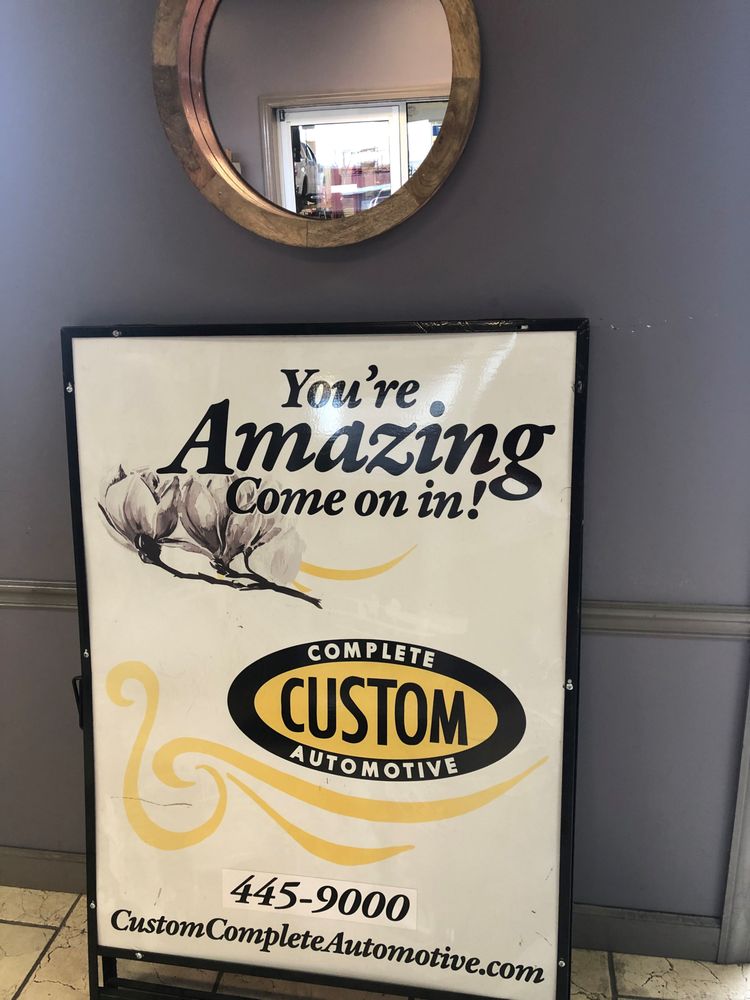 You're
Amazing
Come on in!
COMPLETE
CUSTOM
AUTOMOTIVE
445-9000
CustomCompleteAutomotive.com